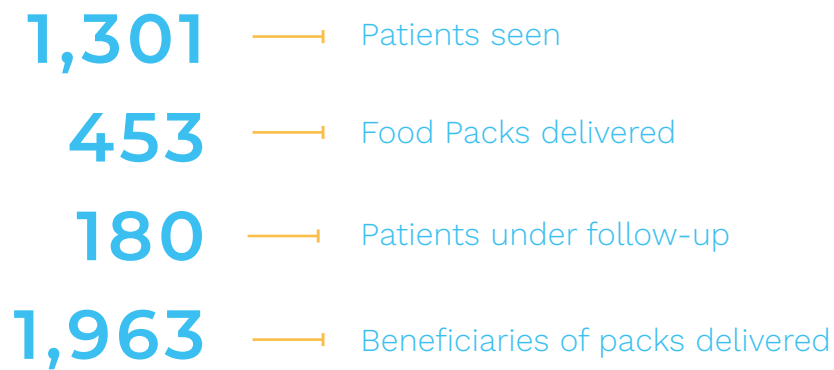 1,301 Patients seen
453 Food Packs delivered
180 Patients under follow-up
1,963 Beneficiaries of packs delivered